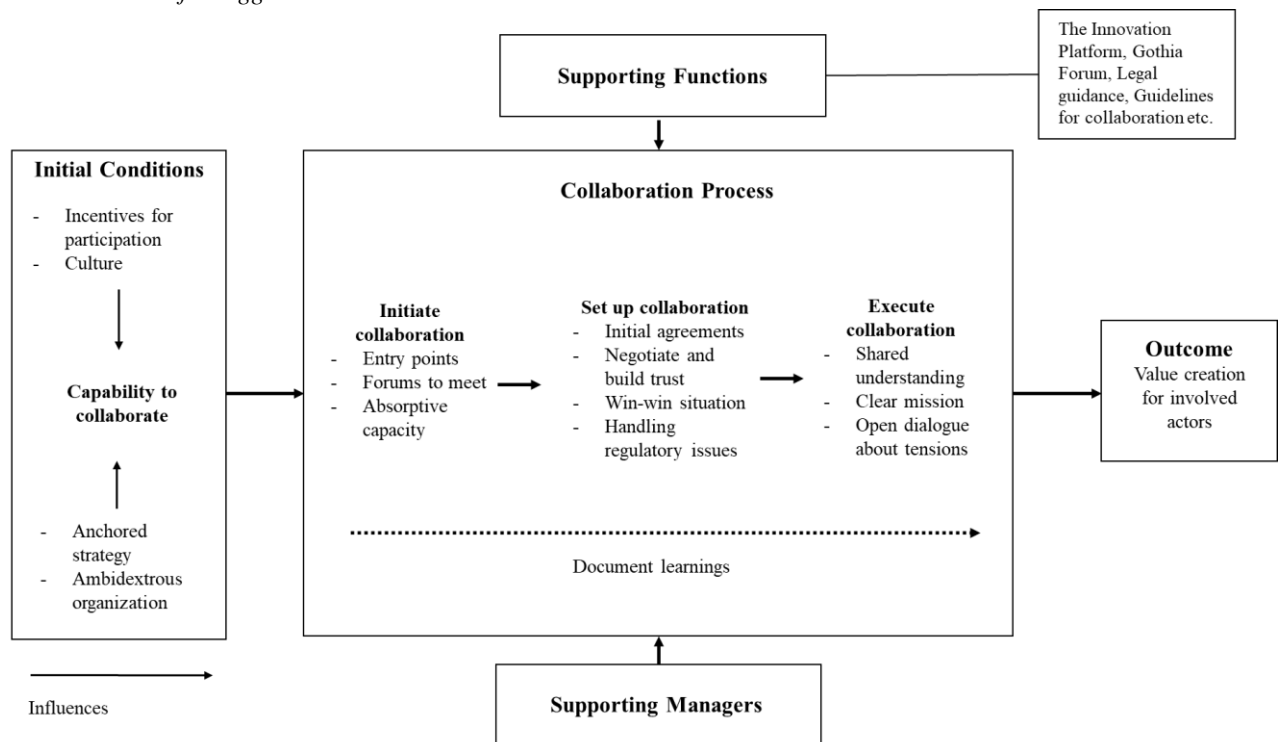 Supporting Functions
The Innovation
Platform, Gothia
Forum, Legal
guidance, Guidelines
for collaboration etc.
Initial Conditions
- Incentives for
participation
- Culture
Capability to
collaborate
- Anchored
strategy
- Ambidextrous
organization
Influences
Collaboration Process
Initiate
collaboration
- Entry points
- Forums to meet
- Absorptive
capacity
Set up collaboration
- Initial agreements
- Negotiate and
build trust
- Win-win situation
- Handling
regulatory issues
Execute
collaboration
- Shared
understanding
- Clear mission
- Open dialogue
about tensions
Document learnings
Outcome
Value creation
for involved
actors
Supporting Managers